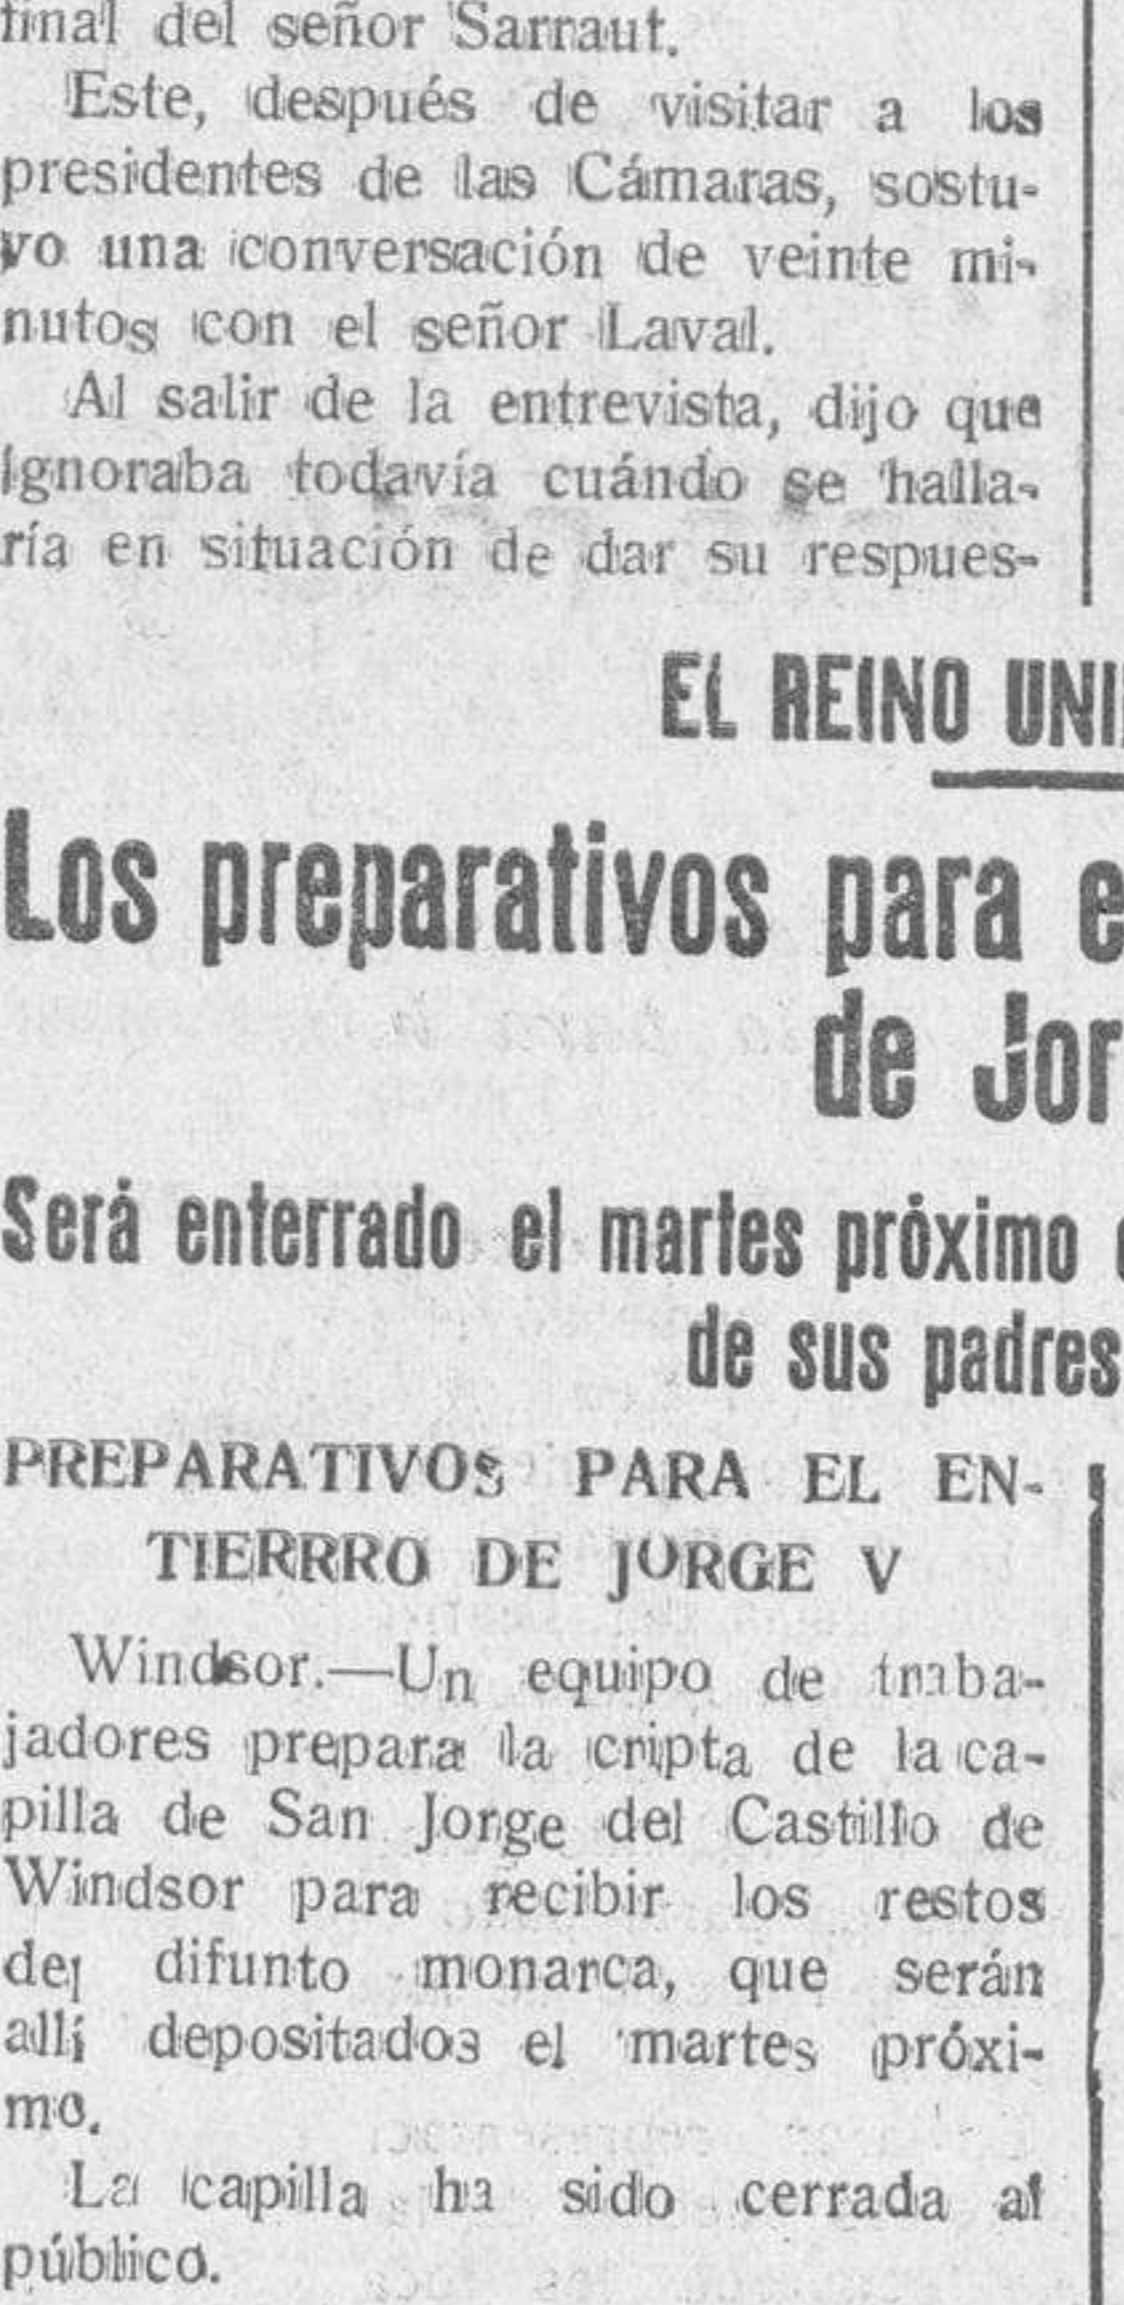 final del señor Sarraut.
Este, después de visitar a los
presidentes de las Cámaras, sostu-
vo una conversación de veinte mi-
nutos con el señor Laval.
Al salir de la entrevista, dijo que
ignoraba todavía cuándo se halla-
ría en situación de dar su respues-
EL REINO UNI
Los preparativos para e
de Jor
Será enterrado el martes próximo
de sus padres
PREPARATIVOS PARA EL EN-
TIERRRO DE JORGE V
Windsor.—Un equipo de traba-
jadores prepara la cripta de la ca-
pilla de San Jorge del Castillo de
Windsor para recibir los restos
del difunto monarca, que serán
allí depositados el martes próxi-
mo.
La capilla ha sido cerrada al
público.